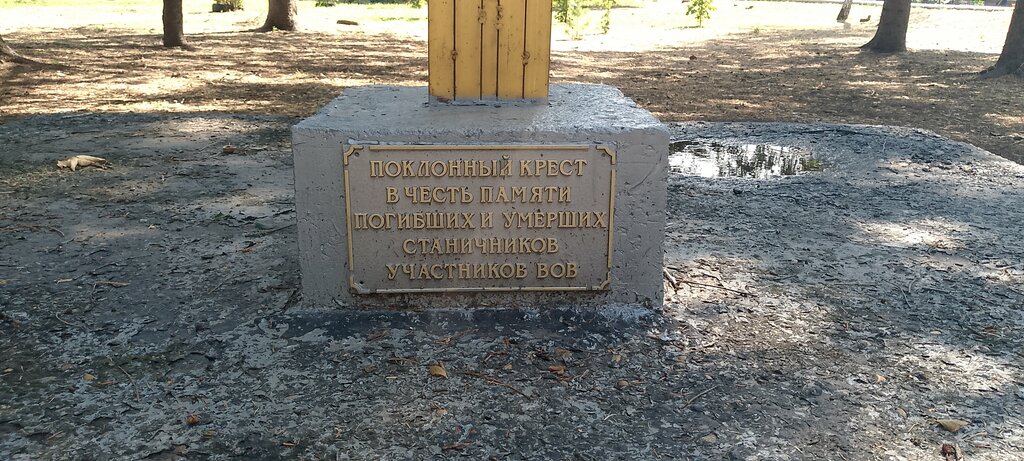 ПОКЛОННЫЙ КРЕСТ
В ЧЕСТЬ ПАМЯТИ
ПОГИБШИХ И УМЕРШИХ
СТАНИЧНИКОВ
УЧАСТНИКОВ ВОВ